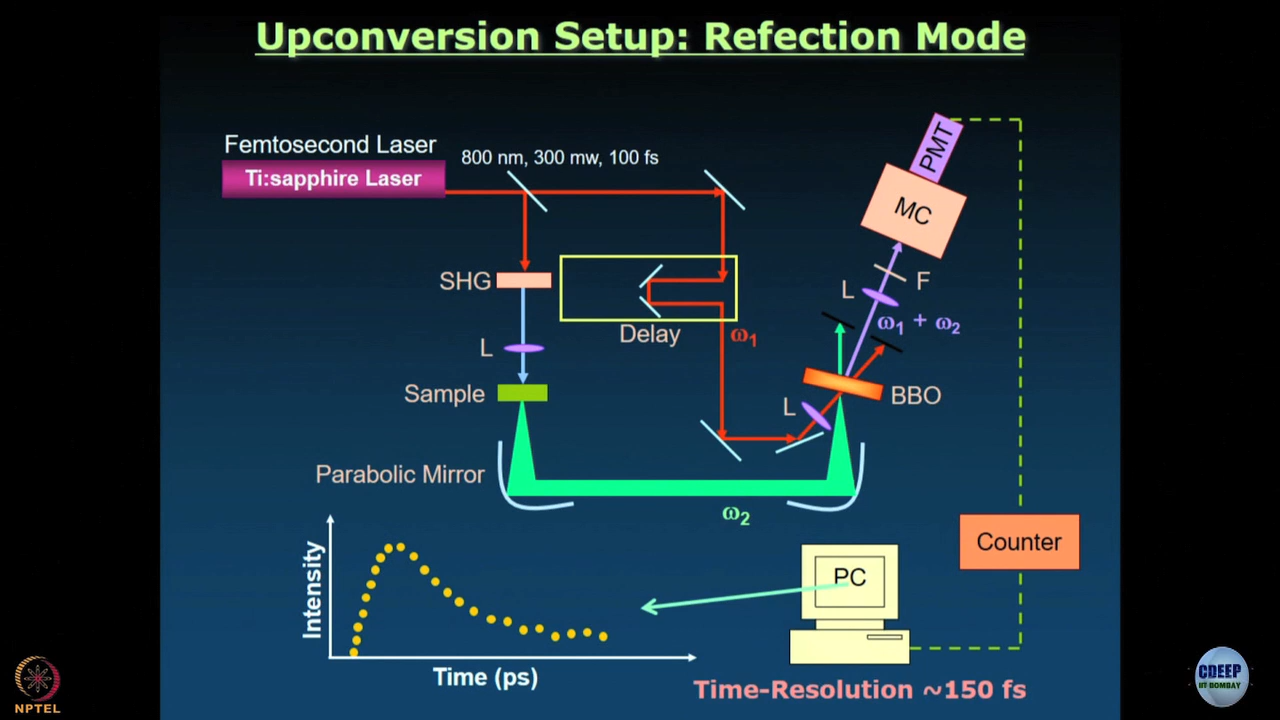 Upconversion Setup: Refection Mode
Femtosecond Laser
Ti:sapphire Laser
800 nm, 300 mw, 100 fs
PMT
MC
SHG
L
F
L
ω1 + ω2
Delay
ω1
L
Sample
BBO
L
Parabolic Mirror
ω2
Counter
PC
Intensity
Time (ps)
Time-Resolution ~150 fs
NPTEL
CDEEP
IIT BOMBAY